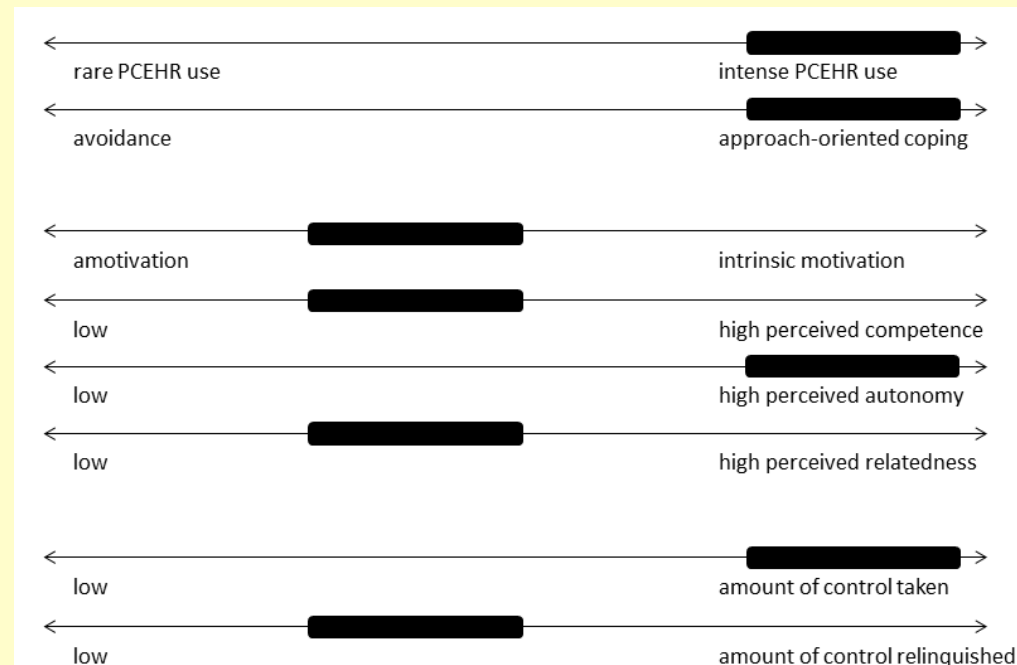 rare PCEHR use intense PCEHR use
avoidance approach-oriented coping
amotivation intrinsic motivation
low high perceived competence
low high perceived autonomy
low high perceived relatedness
low amount of control taken
low amount of control relinquished